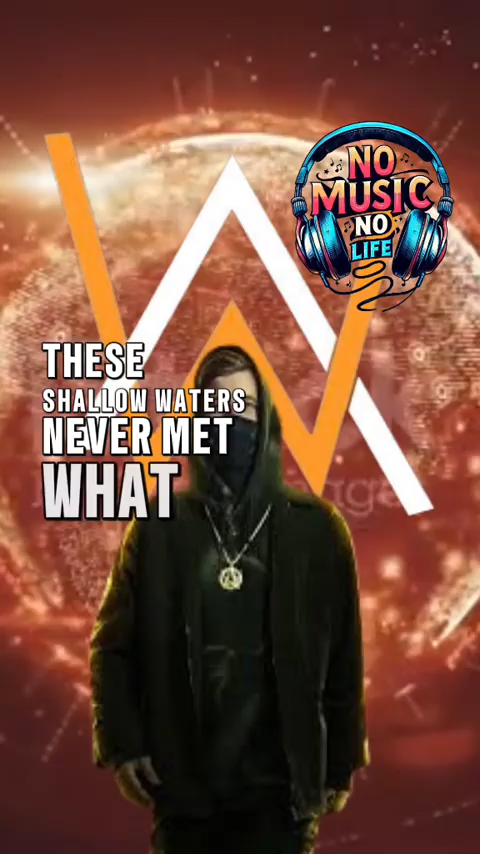 NO
MUSIC
NO
LIFE
THESE
SHALLOW WATERS
NEVER MET
WHAT